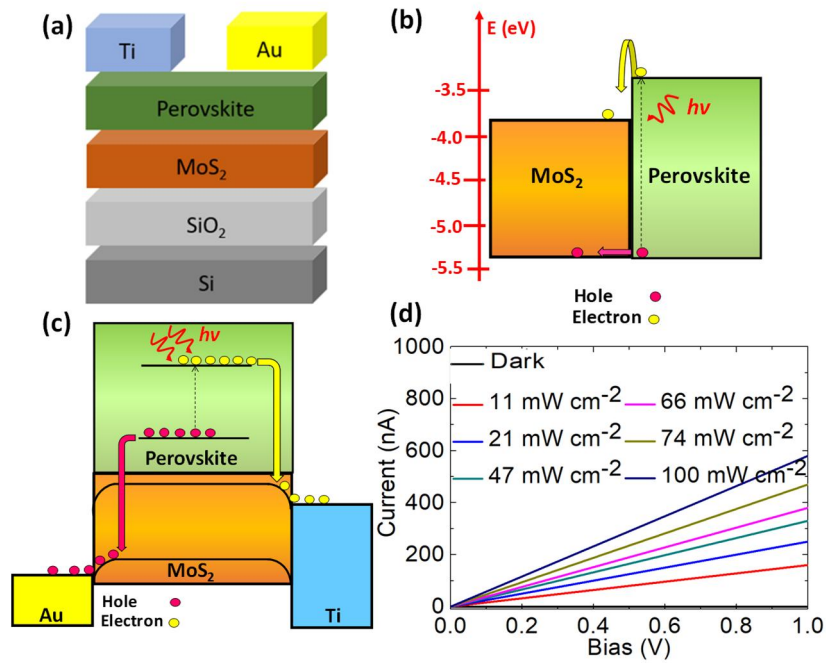 (a)
Ti
Au
Perovskite
MoS₂
SiO₂
Si
(b)
E (eV)
-3.5
-4.0
-4.5
-5.0
-5.5
hv
MoS₂
Perovskite
Hole
Electron
(c)
hv
Perovskite
MoS₂
Au
Ti
Hole
Electron
(d)
1000
800
600
400
200
0
Current (nA)
Dark
11 mW cm⁻²
66 mW cm⁻²
21 mW cm⁻²
74 mW cm⁻²
47 mW cm⁻²
100 mW cm⁻²
0.0 0.2 0.4 0.6 0.8 1.0
Bias (V)